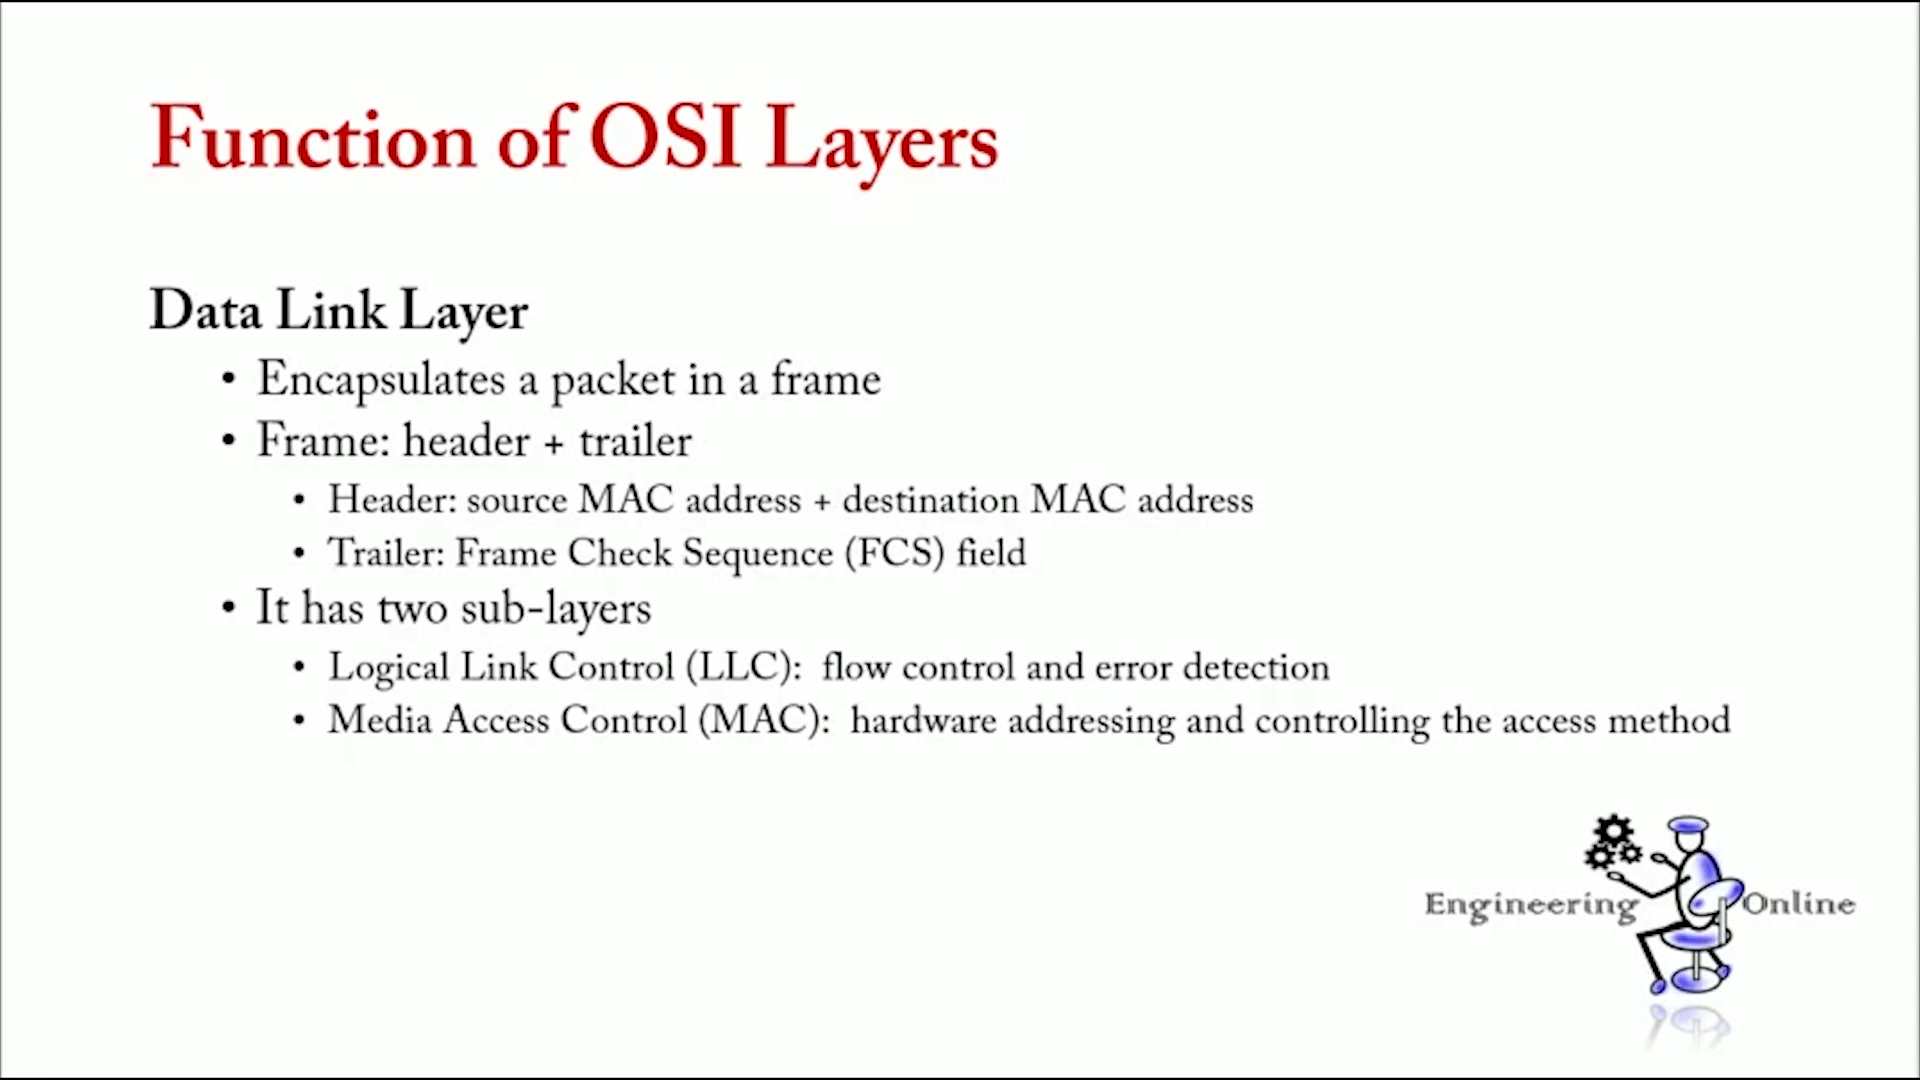 Function of OSI Layers
Data Link Layer
• Encapsulates a packet in a frame
• Frame: header + trailer
• Header: source MAC address + destination MAC address
• Trailer: Frame Check Sequence (FCS) field
• It has two sub-layers
• Logical Link Control (LLC): flow control and error detection
• Media Access Control (MAC): hardware addressing and controlling the access method
Engineering Online